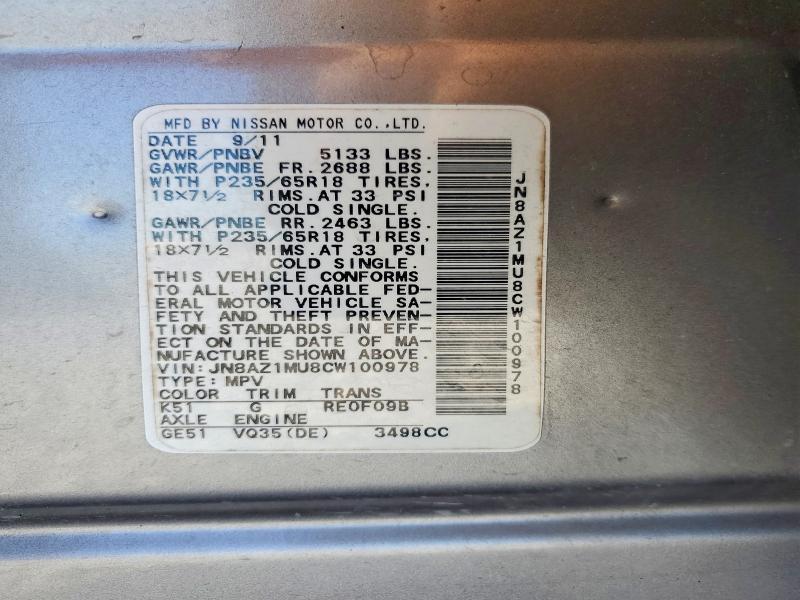 MFD BY NISSAN MOTOR CO.,LTD.
DATE 9/11
GVWR/PNBV 5133 LBS.
GAWR/PNBE FR. 2688 LBS.
WITH P235/65R18 TIRES,
18×7½ RIMS.AT 33 PSI
COLD SINGLE.
GAWR/PNBE RR. 2463 LBS.
WITH P235/65R18 TIRES,
18×7½ RIMS.AT 33 PSI
COLD SINGLE.
THIS VEHICLE CONFORMS
TO ALL APPLICABLE FED-
ERAL MOTOR VEHICLE SA-
FETY AND THEFT PREVEN-
TION STANDARDS IN EFF-
ECT ON THE DATE OF MA-
NUFACTURE SHOWN ABOVE.
VIN: JN8AZ1MU8CW100978
TYPE: MPV
COLOR TRIM TRANS
K51 G RE0F09B
AXLE ENGINE
GE51 VQ35(DE) 3498CC
JN8AZ1MU8CW100978